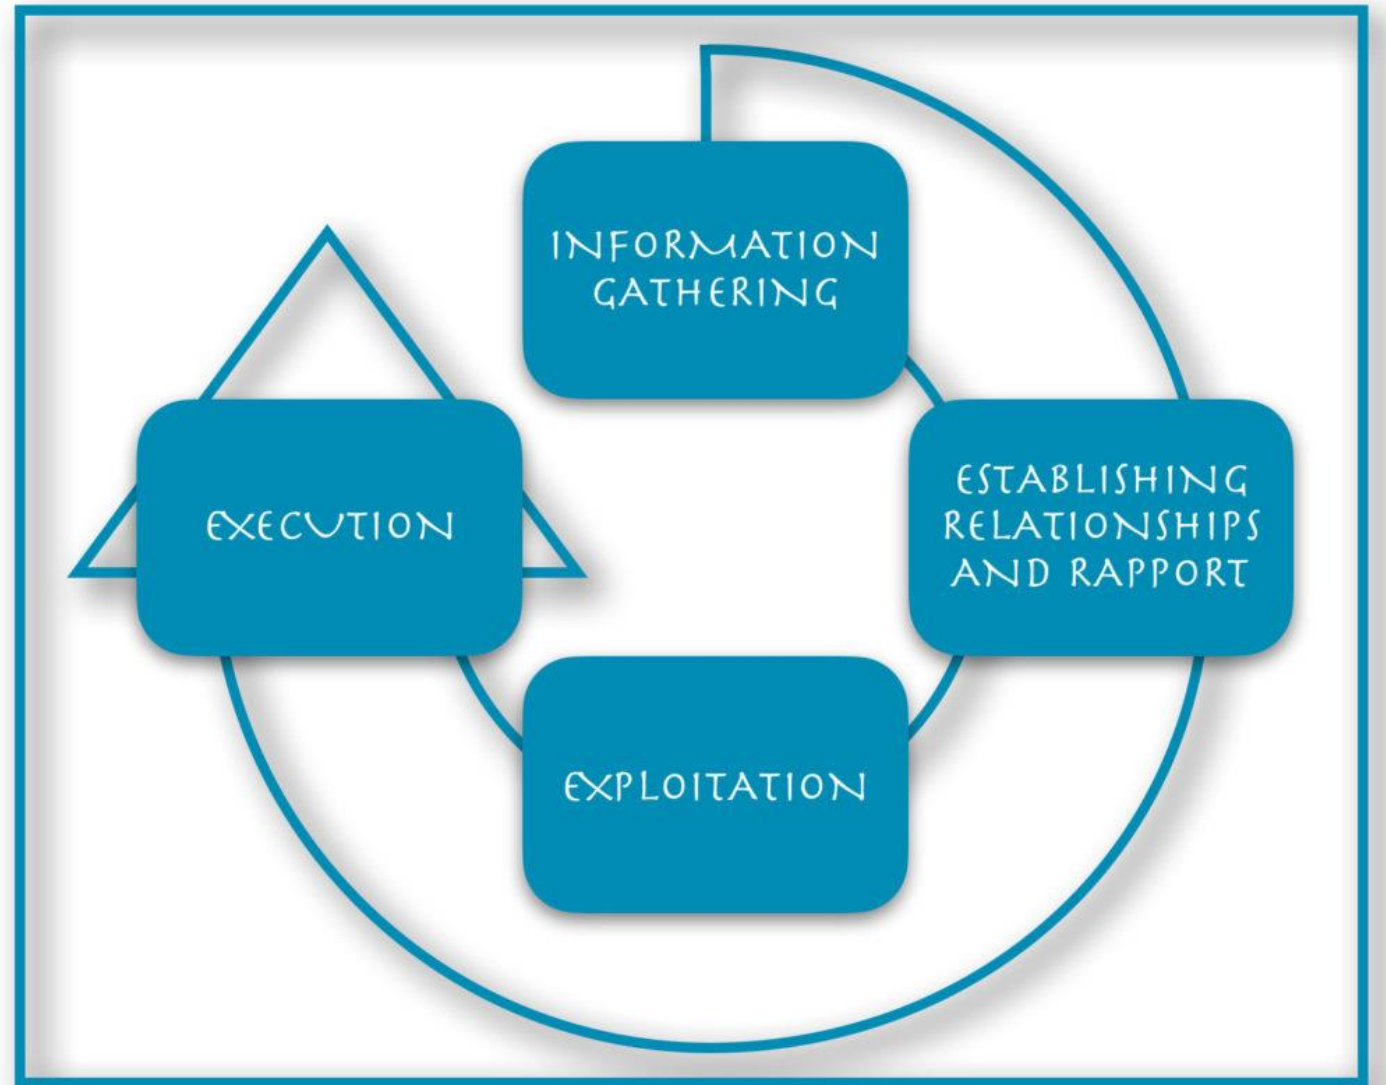 INFORMATION
GATHERING
ESTABLISHING
RELATIONSHIPS
AND RAPPORT
EXPLOITATION
EXECUTION